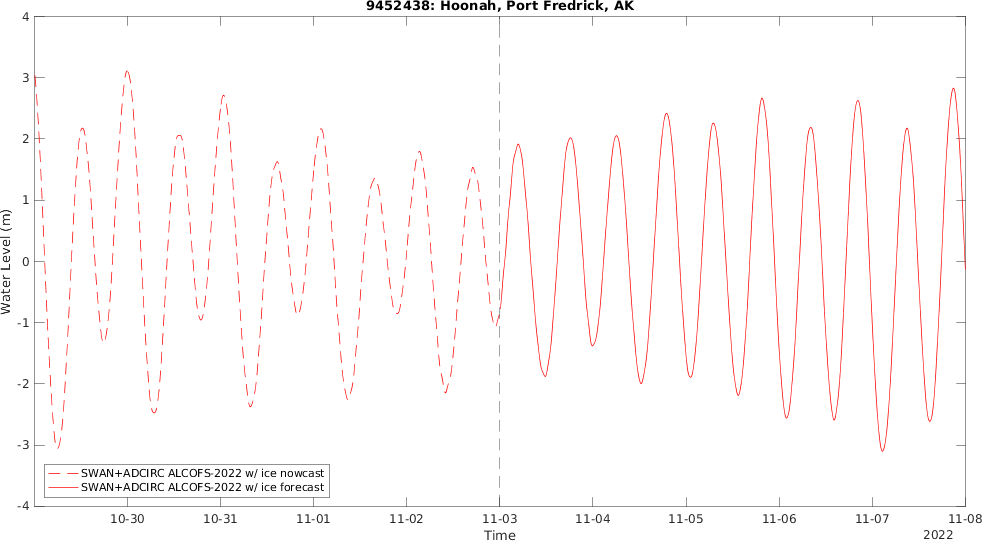 9452438: Hoonah, Port Fredrick, AK
4
3
2
1
0
-1
-2
-3
-4
Water Level (m)
SWAN+ADCIRC ALCOFS-2022 w/ ice nowcast
SWAN+ADCIRC ALCOFS-2022 w/ ice forecast
10-30 10-31 11-01 11-02 11-03 11-04 11-05 11-06 11-07 11-08
Time
2022